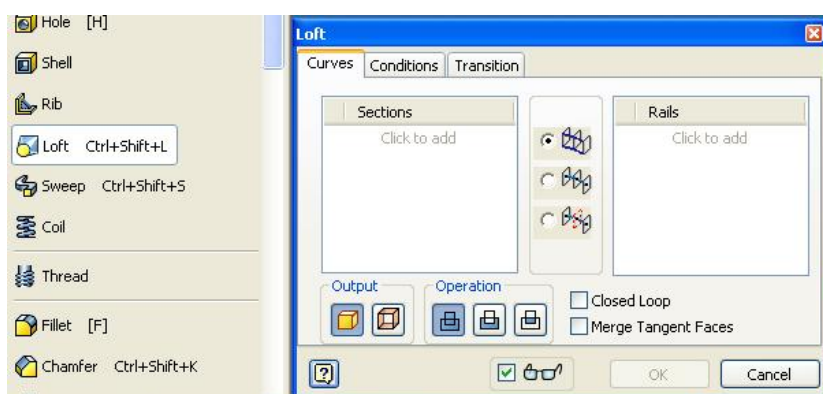 Hole [H]
Shell
Rib
Loft Ctrl+Shift+L
Sweep Ctrl+Shift+S
Coil
Thread
Fillet [F]
Chamfer Ctrl+Shift+K
Loft
Curves Conditions Transition
Sections
Click to add
Rails
Click to add
Output
Operation
Closed Loop
Merge Tangent Faces
?
OK
Cancel